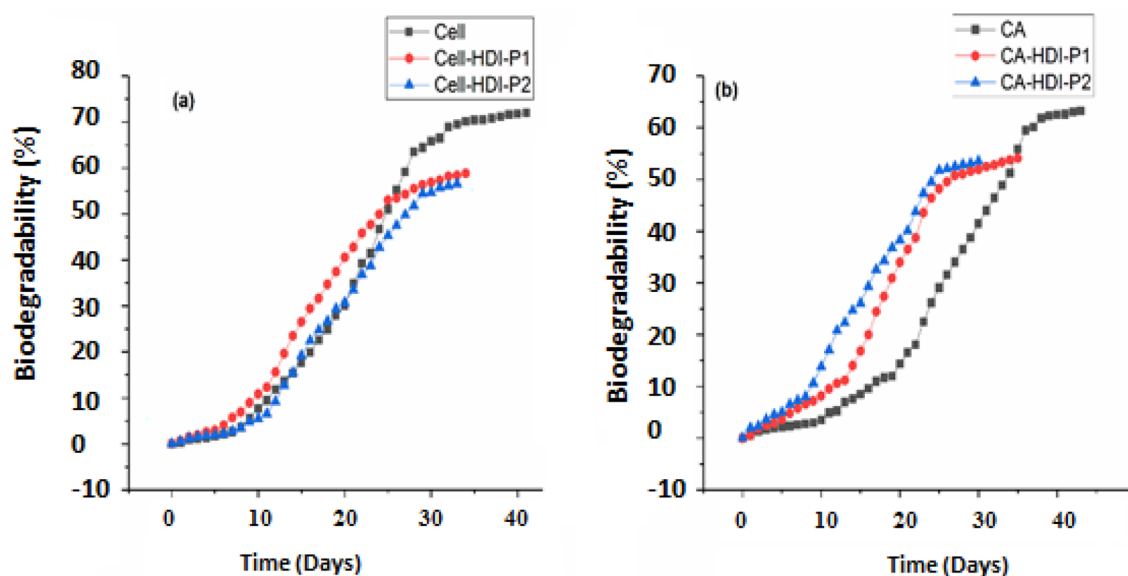 Cell
Cell-HDI-P1
Cell-HDI-P2
(a)
80
70
60
50
40
30
20
10
0
-10
Biodegradability (%)
0 10 20 30 40
Time (Days)
CA
CA-HDI-P1
CA-HDI-P2
(b)
70
60
50
40
30
20
10
0
-10
Biodegradability (%)
0 10 20 30 40
Time (Days)